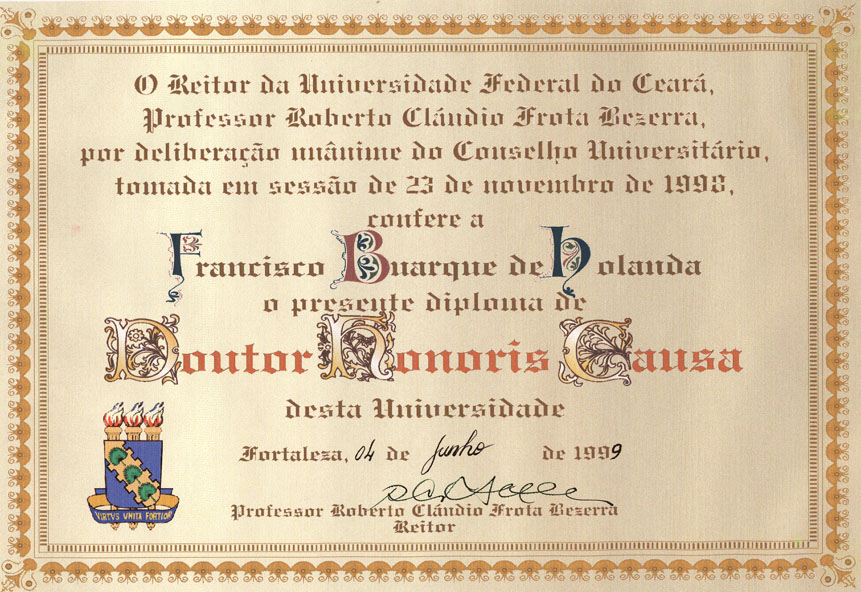 O Reitor da Universidade Federal do Ceará,
Professor Roberto Cláudio Frota Bezerra,
por deliberação unânime do Conselho Universitário,
tomada em sessão de 23 de novembro de 1998,
confere a
Francisco Buarque de Holanda
o presente diploma de
Doutor Honoris Causa
desta Universidade
Fortaleza, 04 de Junho de 1999
Professor Roberto Cláudio Frota Bezerra
Reitor
VIRTVS VNITA FORTIOR